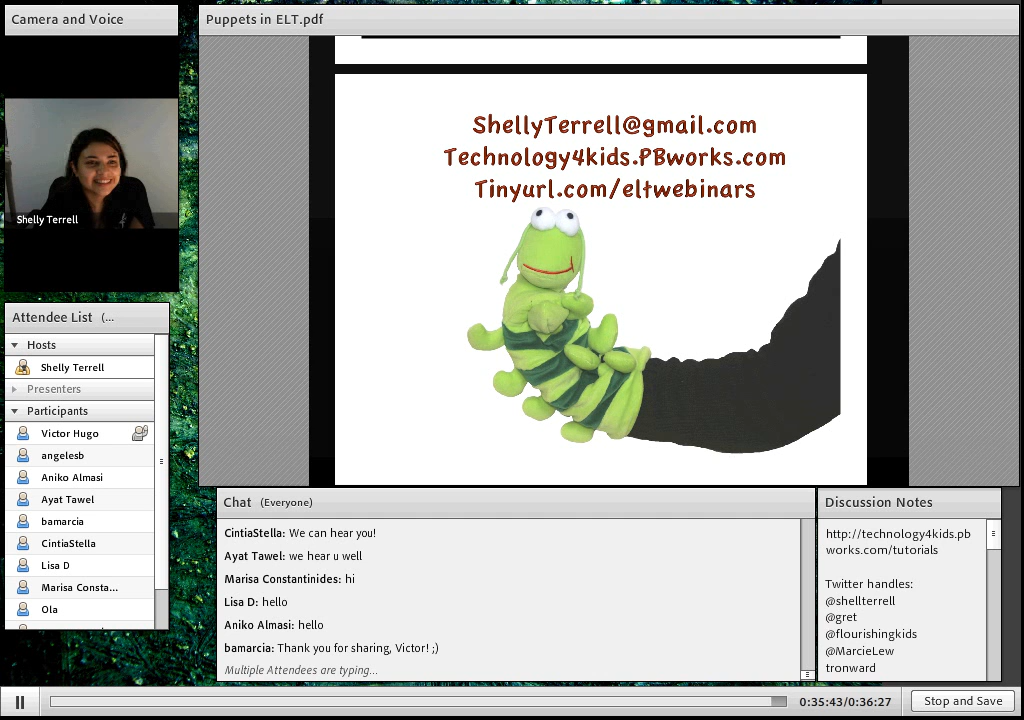 Camera and Voice
Puppets in ELT.pdf
ShellyTerrell@gmail.com
Technology4kids.PBworks.com
Tinyurl.com/eltwebinars
Shelly Terrell
Attendee List (...
Hosts
Shelly Terrell
Presenters
Participants
Victor Hugo
angelesb
Aniko Almasi
Ayat Tawel
bamarcia
CintiaStella
Lisa D
Marisa Consta...
Ola
Chat (Everyone)
CintiaStella: We can hear you!
Ayat Tawel: we hear u well
Marisa Constantinides: hi
Lisa D: hello
Aniko Almasi: hello
bamarcia: Thank you for sharing, Victor! ;)
Multiple Attendees are typing...
Discussion Notes
http://technology4kids.pb
works.com/tutorials
Twitter handles:
@shellterrell
@gret
@flourishingkids
@MarcieLew
tronward
0:35:43/0:36:27
Stop and Save